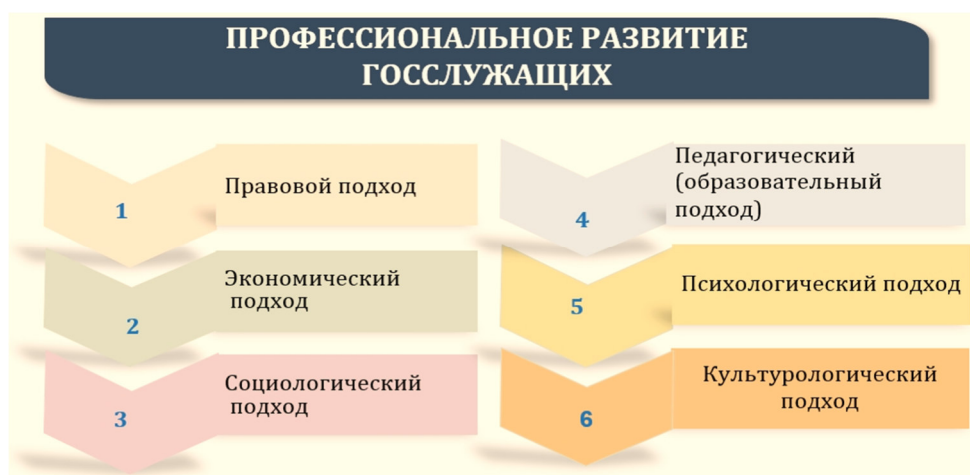 ПРОФЕССИОНАЛЬНОЕ РАЗВИТИЕ
ГОССЛУЖАЩИХ
1
Правовой подход
2
Экономический
подход
3
Социологический
подход
4
Педагогический
(образовательный
подход)
5
Психологический подход
6
Культурологический
подход